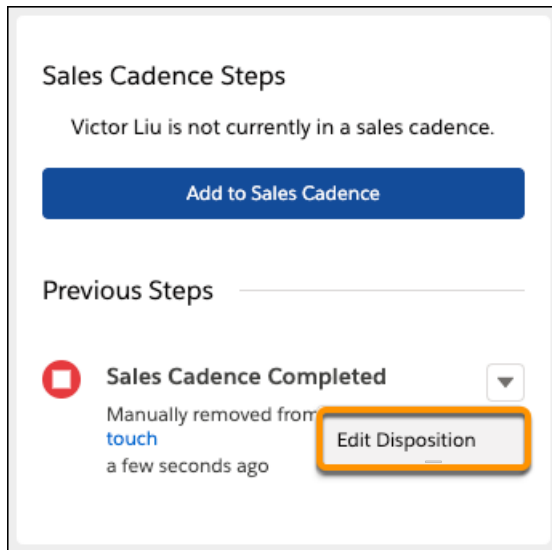 Sales Cadence Steps
Victor Liu is not currently in a sales cadence.
Add to Sales Cadence
Previous Steps
Sales Cadence Completed
Manually removed from
touch
Edit Disposition
a few seconds ago